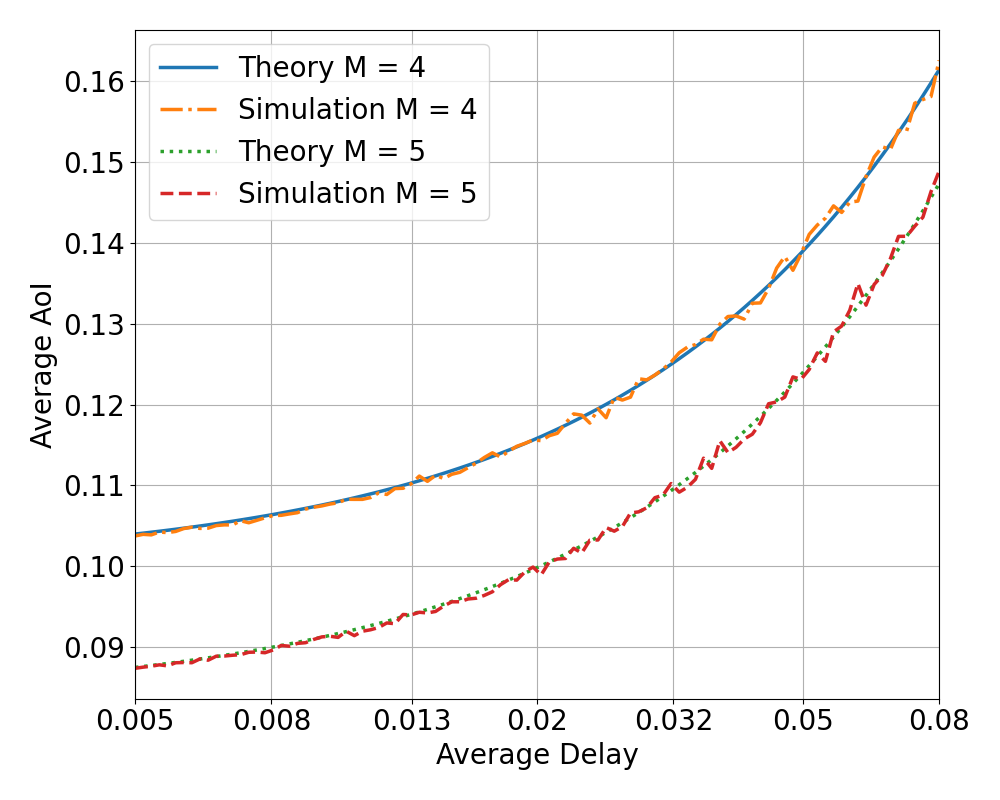 Theory M = 4
Simulation M = 4
Theory M = 5
Simulation M = 5
0.16
0.15
0.14
0.13
0.12
0.11
0.10
0.09
Average AoI
0.005 0.008 0.013 0.02 0.032 0.05 0.08
Average Delay